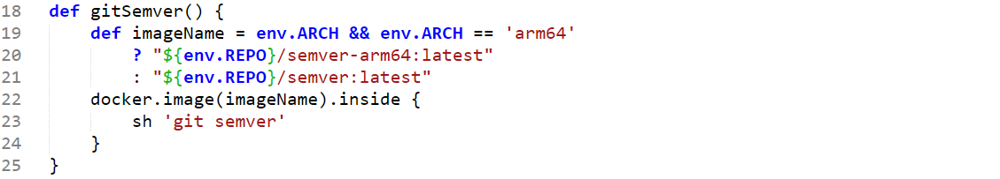 18 def gitSemver() {
19     def imageName = env.ARCH && env.ARCH == 'arm64'
20         ? "${env.REPO}/semver-arm64:latest"
21         : "${env.REPO}/semver:latest"
22     docker.image(imageName).inside {
23         sh 'git semver'
24     }
25 }